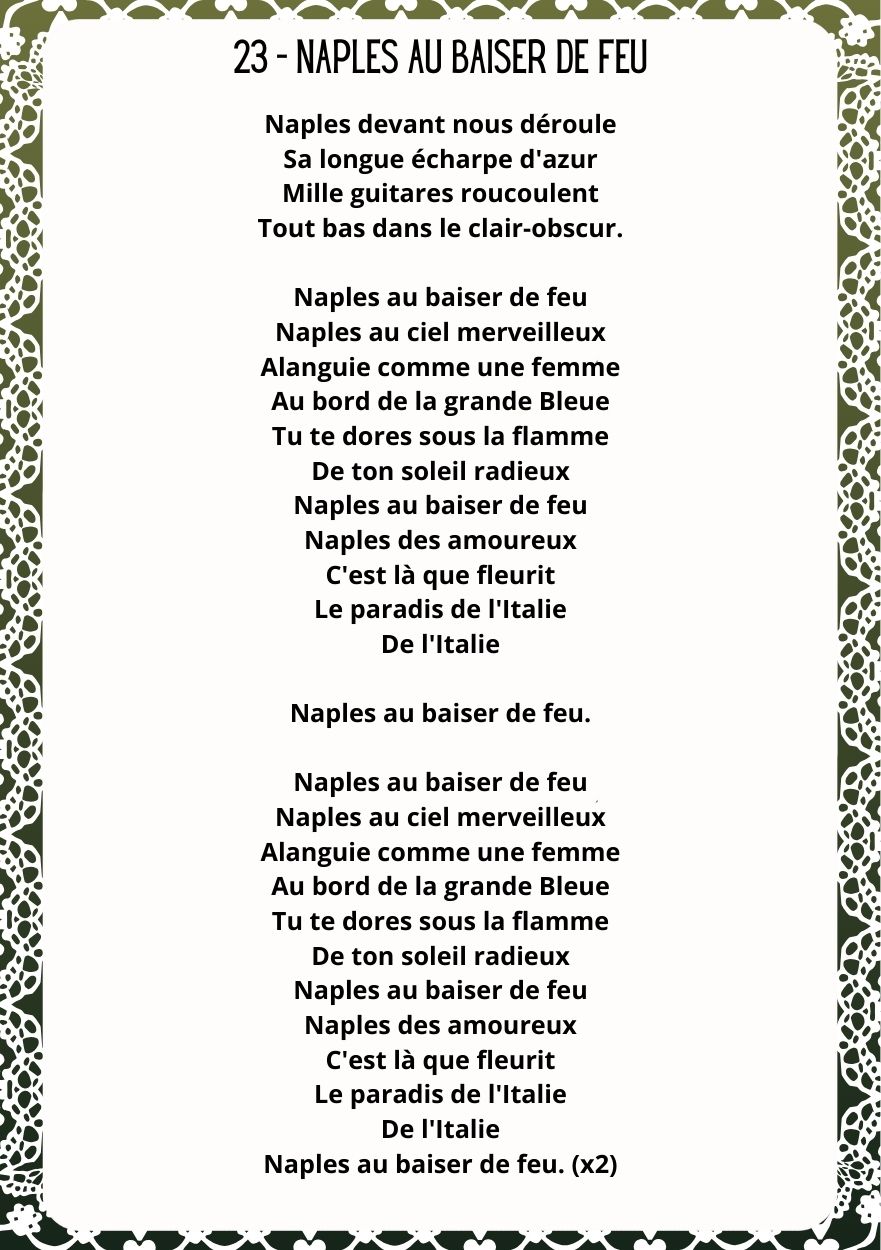 23 - NAPLES AU BAISER DE FEU
Naples devant nous déroule
Sa longue écharpe d'azur
Mille guitares roucoulent
Tout bas dans le clair-obscur.
Naples au baiser de feu
Naples au ciel merveilleux
Alanguie comme une femme
Au bord de la grande Bleue
Tu te dores sous la flamme
De ton soleil radieux
Naples au baiser de feu
Naples des amoureux
C'est là que fleurit
Le paradis de l'Italie
De l'Italie
Naples au baiser de feu.
Naples au baiser de feu
Naples au ciel merveilleux
Alanguie comme une femme
Au bord de la grande Bleue
Tu te dores sous la flamme
De ton soleil radieux
Naples au baiser de feu
Naples des amoureux
C'est là que fleurit
Le paradis de l'Italie
De l'Italie
Naples au baiser de feu. (x2)